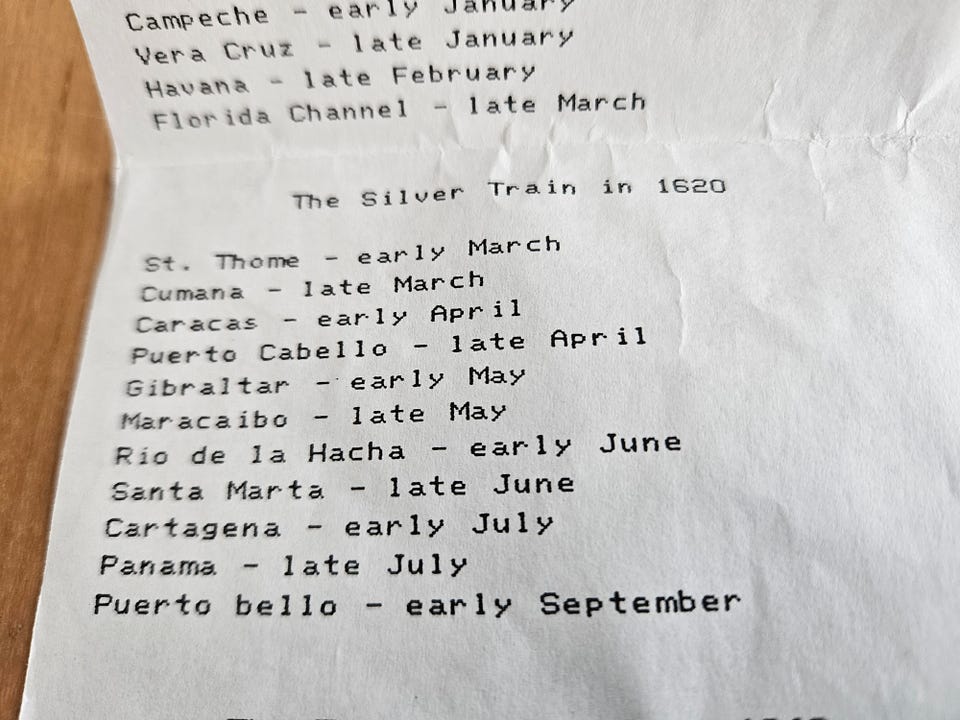 Campeche - early January
Vera Cruz - late January
Havana - late February
Florida Channel - late March
The Silver Train in 1620
St. Thome - early March
Cumana - late March
Caracas - early April
Puerto Cabello - late April
Gibraltar - early May
Maracaibo - late May
Rio de la Hacha - early June
Santa Marta - late June
Cartagena - early July
Panama - late July
Puerto bello - early September